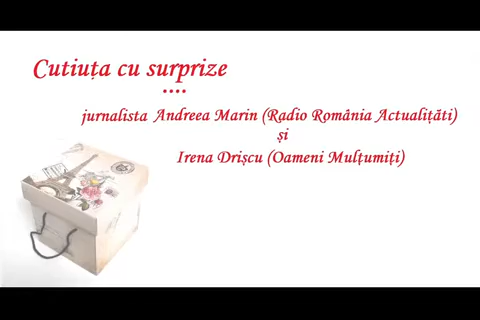 Cutiuța cu surprize
....
jurnalista Andreea Marin (Radio România Actualități)
și
Irena Drișcu (Oameni Mulțumiți)